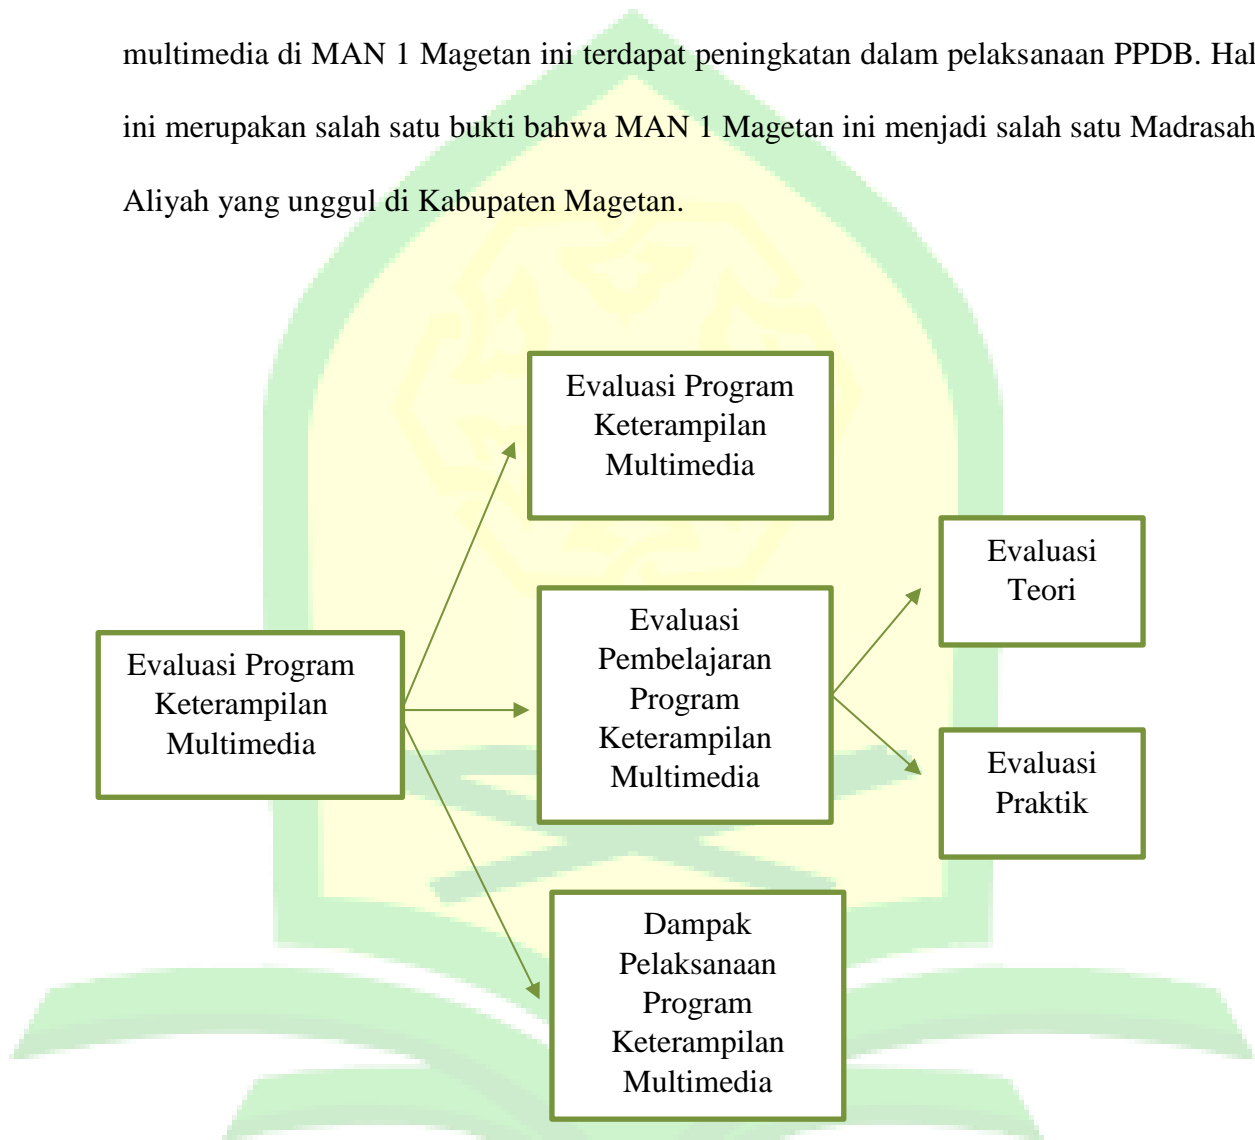 multimedia di MAN 1 Magetan ini terdapat peningkatan dalam pelaksanaan PPDB. Hal
ini merupakan salah satu bukti bahwa MAN 1 Magetan ini menjadi salah satu Madrasah
Aliyah yang unggul di Kabupaten Magetan.
Evaluasi Program
Keterampilan
Multimedia
Evaluasi Program
Keterampilan
Multimedia
Evaluasi
Pembelajaran
Program
Keterampilan
Multimedia
Dampak
Pelaksanaan
Program
Keterampilan
Multimedia
Evaluasi
Teori
Evaluasi
Praktik